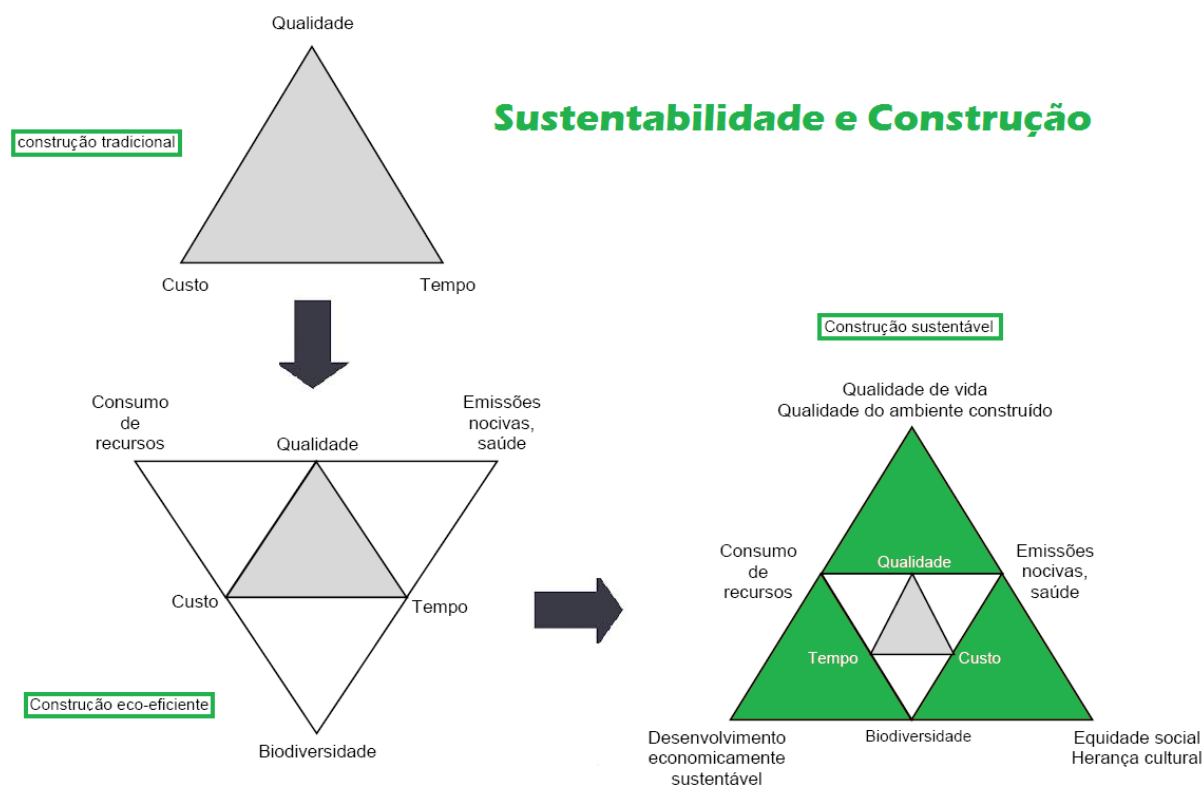 Qualidade
Sustentabilidade e Construção
construção tradicional
Custo
Tempo
Consumo
de
recursos
Emissões
nocivas,
saúde
Qualidade
Custo
Tempo
Construção eco-eficiente
Biodiversidade
Construção sustentável
Qualidade de vida
Qualidade do ambiente construído
Consumo
de
recursos
Qualidade
Emissões
nocivas,
saúde
Tempo
Custo
Desenvolvimento
economicamente
sustentável
Biodiversidade
Equidade social
Herança cultural